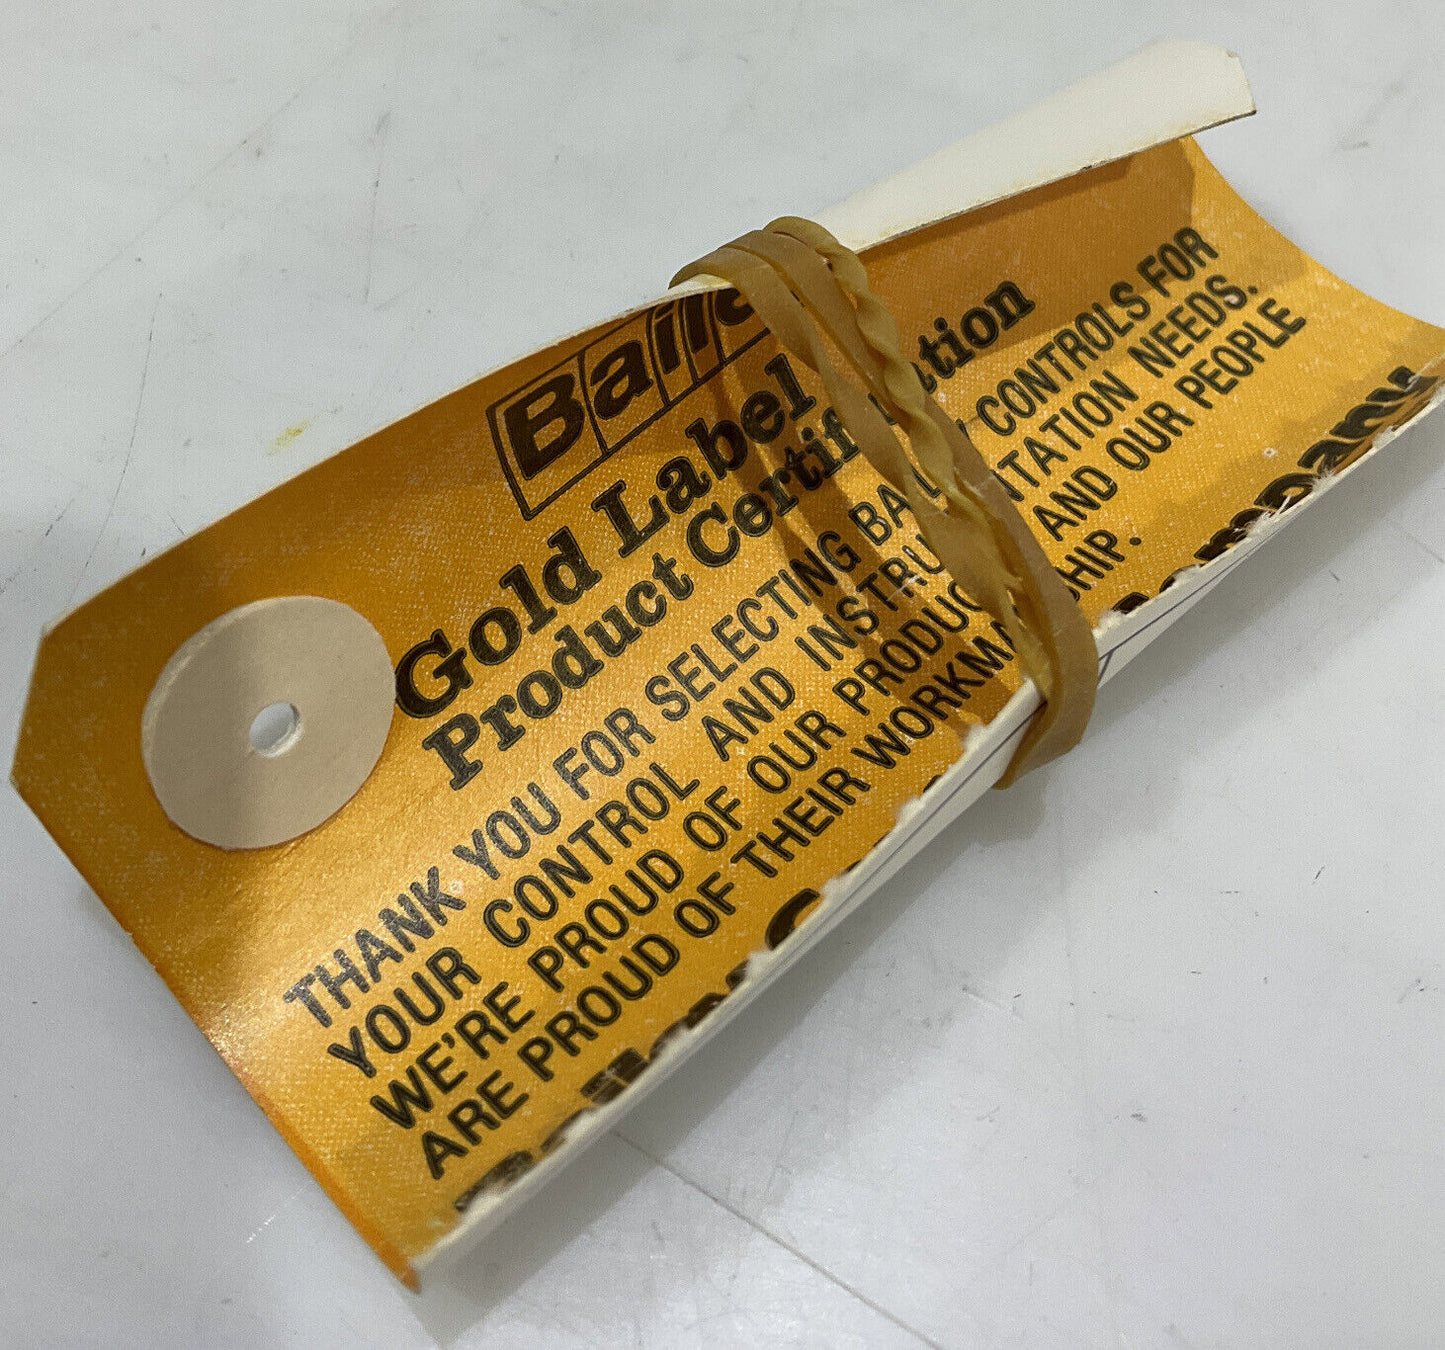 Bail
Gold Label
Product Certif tion
THANK YOU FOR SELECTING BA CONTROLS FOR
YOUR CONTROL AND INSTRU NTATION NEEDS.
WE'RE PROUD OF OUR PRODUC AND OUR PEOPLE
ARE PROUD OF THEIR WORKMA SHIP.